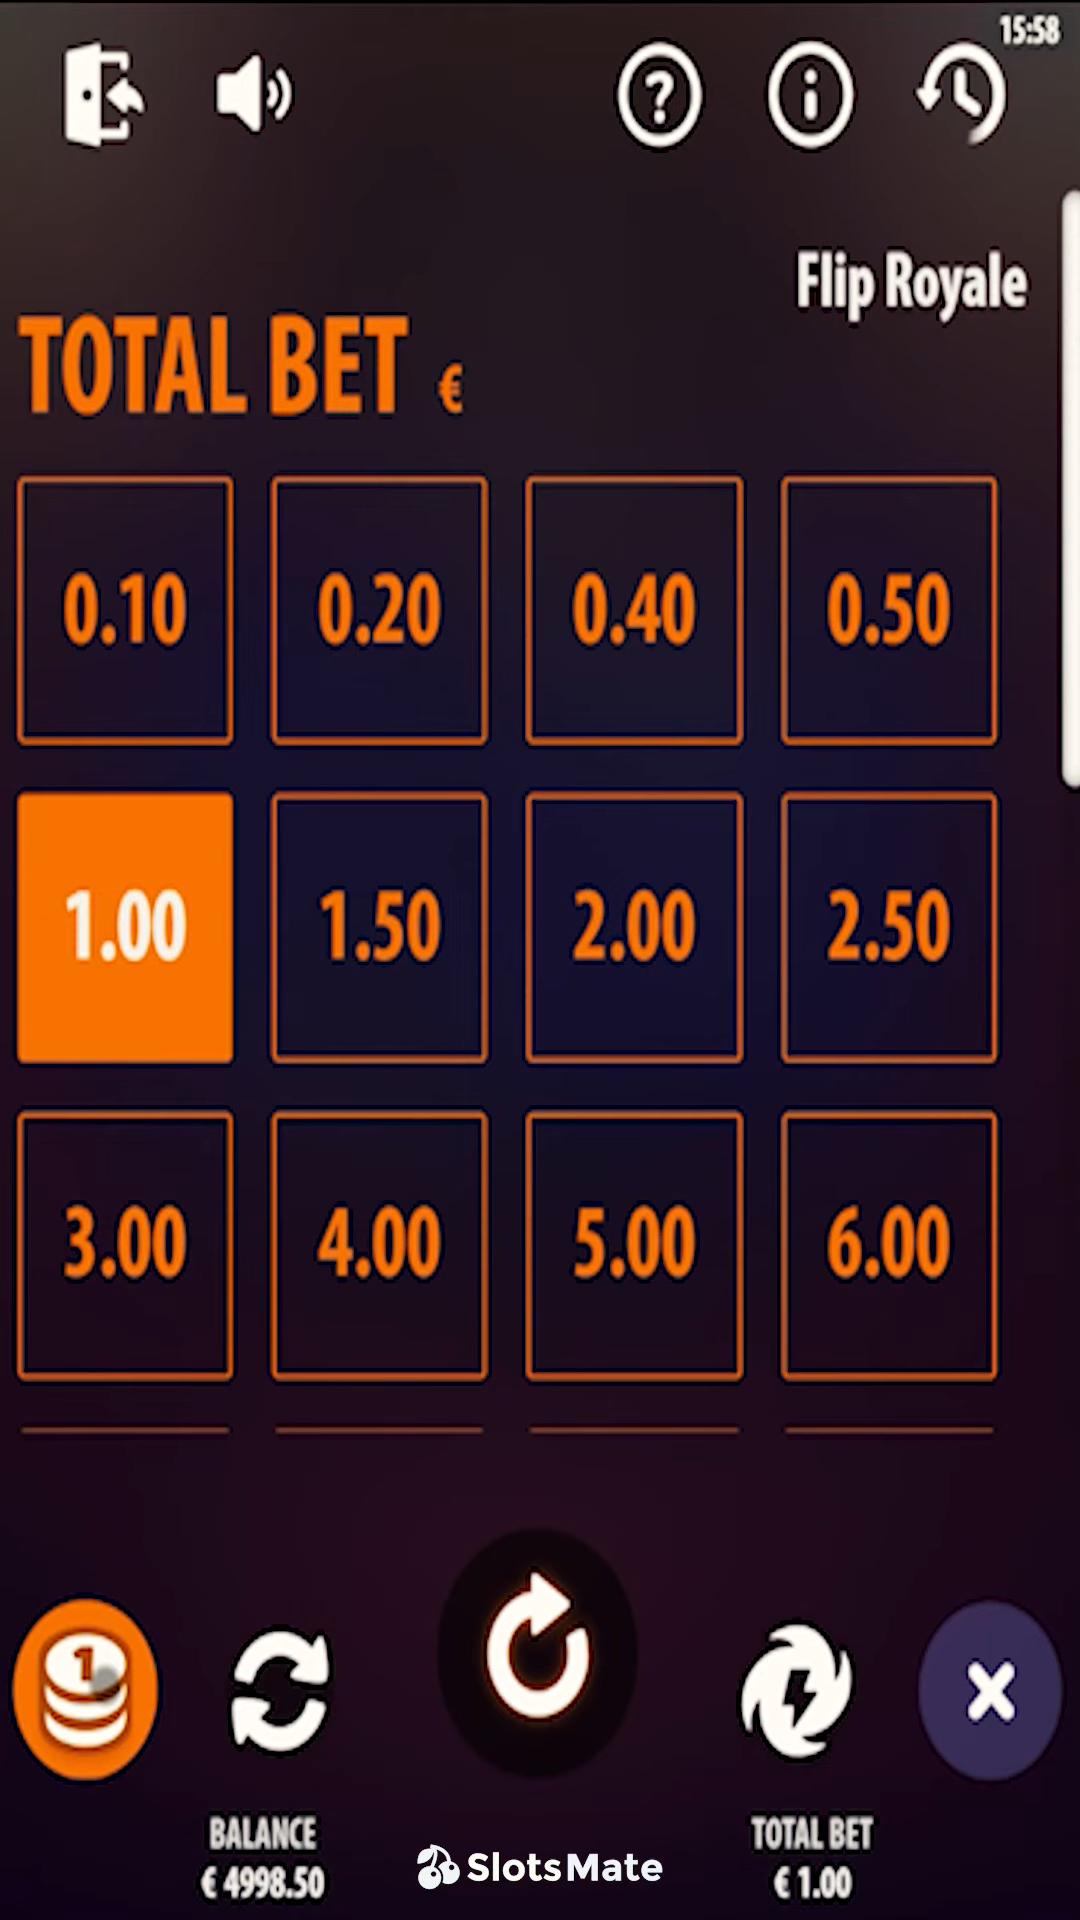 15:58
Flip Royale
TOTAL BET €
0.10 0.20 0.40 0.50
1.00 1.50 2.00 2.50
3.00 4.00 5.00 6.00
1
BALANCE
€ 4998.50
SlotsMate
TOTAL BET
€ 1.00